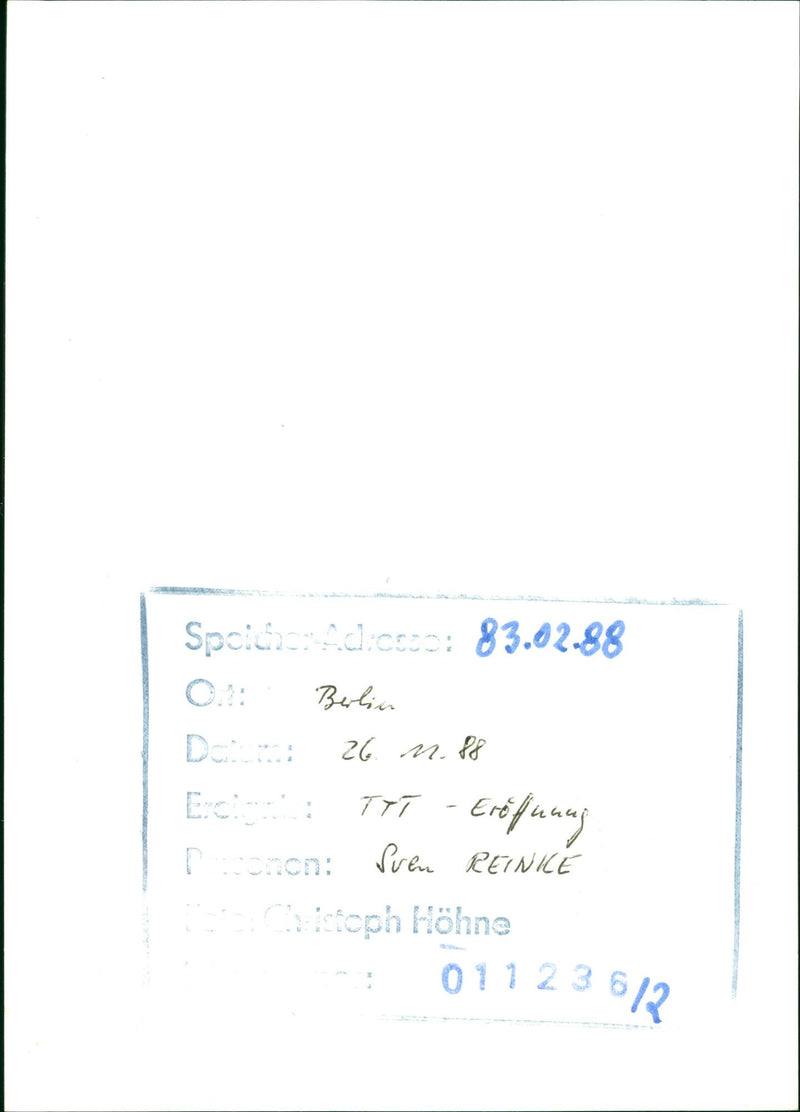 Speicher-Adresse: 83.02.88
Ort: Berlin
Datum: 26. 11. 88
Ereignis: TTT - Eröffnung
Personen: Sven REINKE
Foto: Christoph Höhne
011236/2